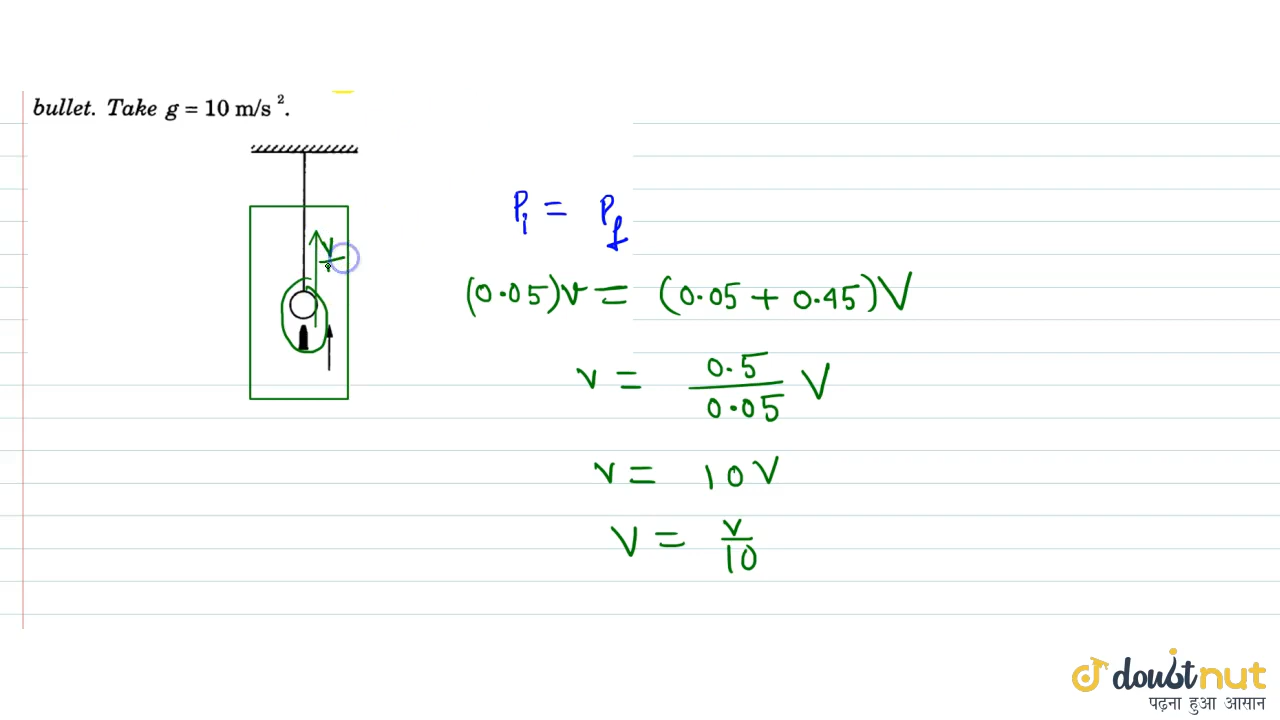 bullet. Take g = 10 m/s ².
P_i = P_f
(0.05)v = (0.05 + 0.45)V
v = 0.5/0.05 V
v = 10V
V = v/10
doubtnut
पढ़ना हुआ आसान